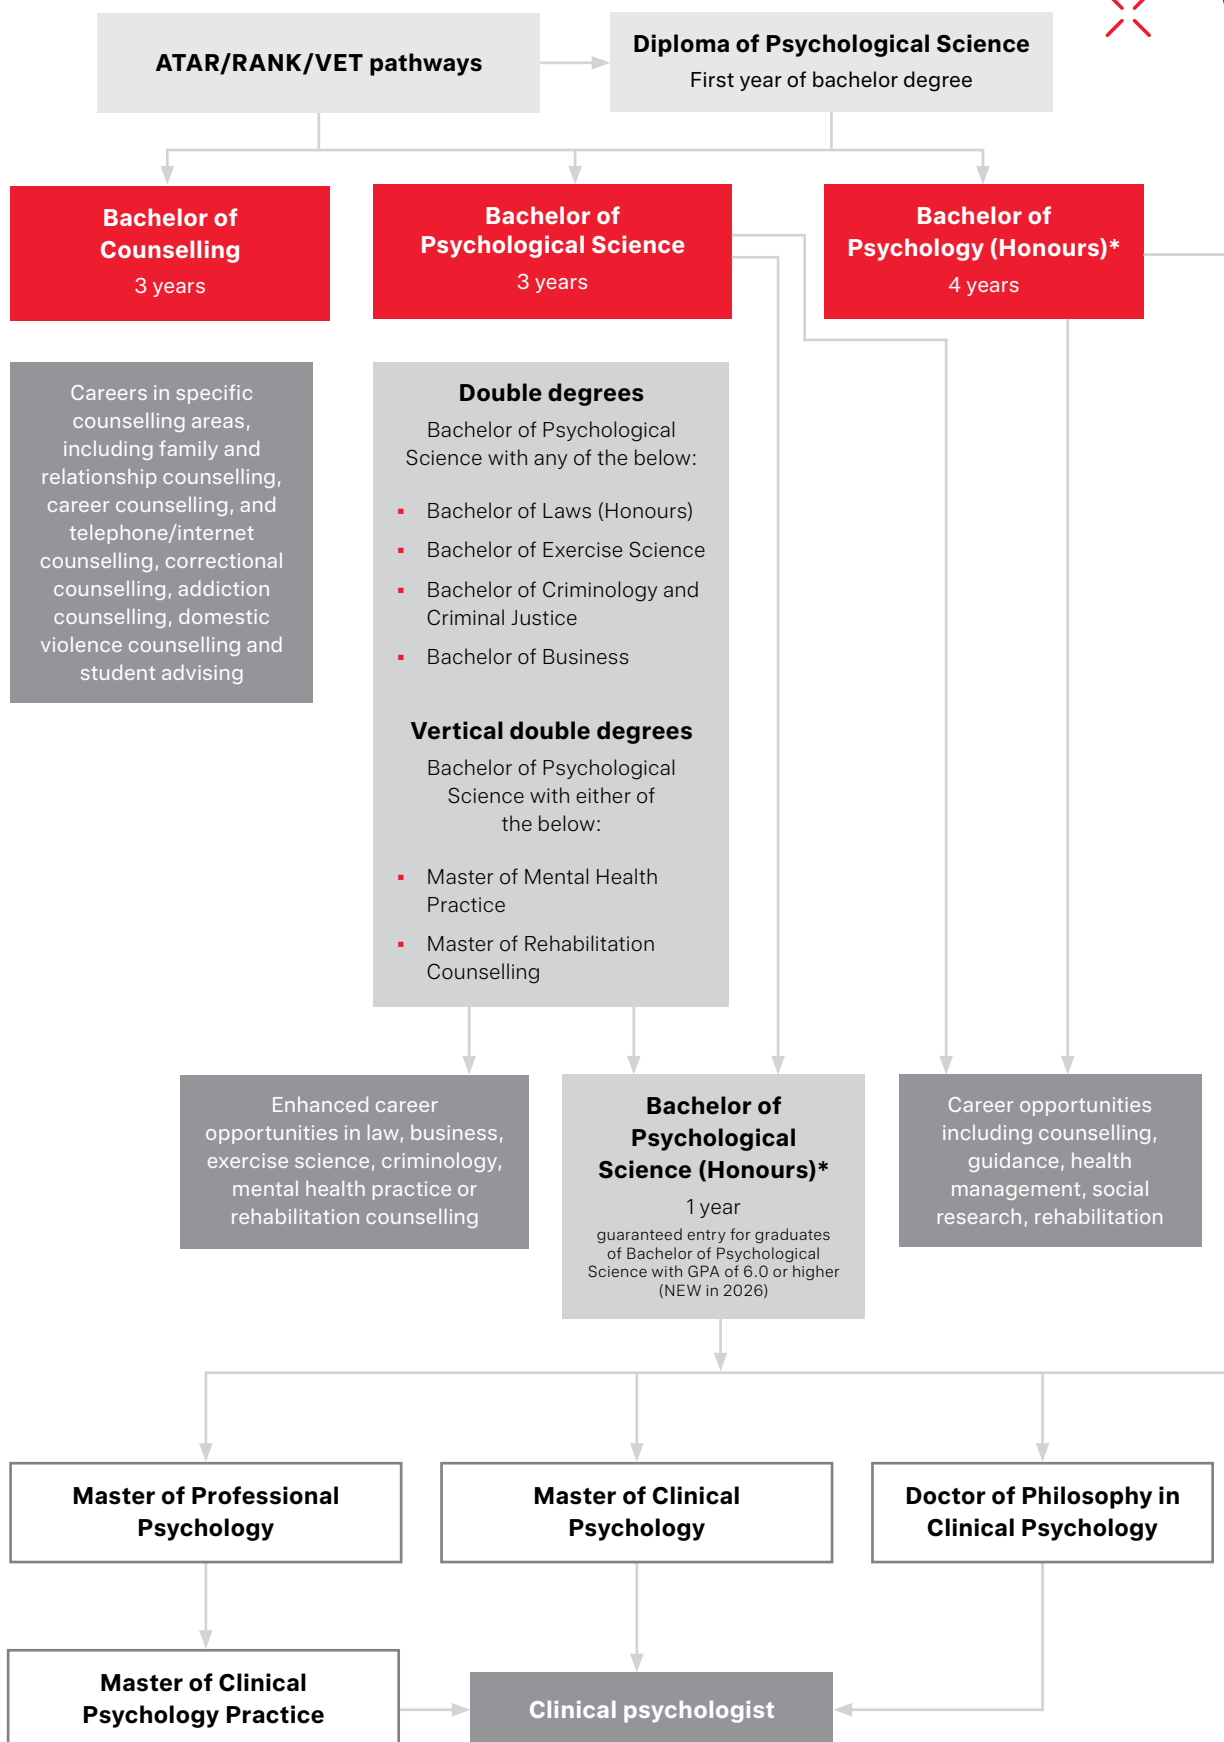 ATAR/RANK/VET pathways
Diploma of Psychological Science
First year of bachelor degree
Bachelor of
Counselling
3 years
Bachelor of
Psychological Science
3 years
Bachelor of
Psychology (Honours)*
4 years
Careers in specific
counselling areas,
including family and
relationship counselling,
career counselling, and
telephone/internet
counselling, correctional
counselling, addiction
counselling, domestic
violence counselling and
student advising
Double degrees
Bachelor of Psychological
Science with any of the below:
▪ Bachelor of Laws (Honours)
▪ Bachelor of Exercise Science
▪ Bachelor of Criminology and
Criminal Justice
▪ Bachelor of Business
Vertical double degrees
Bachelor of Psychological
Science with either of
the below:
▪ Master of Mental Health
Practice
▪ Master of Rehabilitation
Counselling
Enhanced career
opportunities in law, business,
exercise science, criminology,
mental health practice or
rehabilitation counselling
Bachelor of
Psychological
Science (Honours)*
1 year
guaranteed entry for graduates
of Bachelor of Psychological
Science with GPA of 6.0 or higher
(NEW in 2026)
Career opportunities
including counselling,
guidance, health
management, social
research, rehabilitation
Master of Professional
Psychology
Master of Clinical
Psychology
Doctor of Philosophy in
Clinical Psychology
Master of Clinical
Psychology Practice
Clinical psychologist